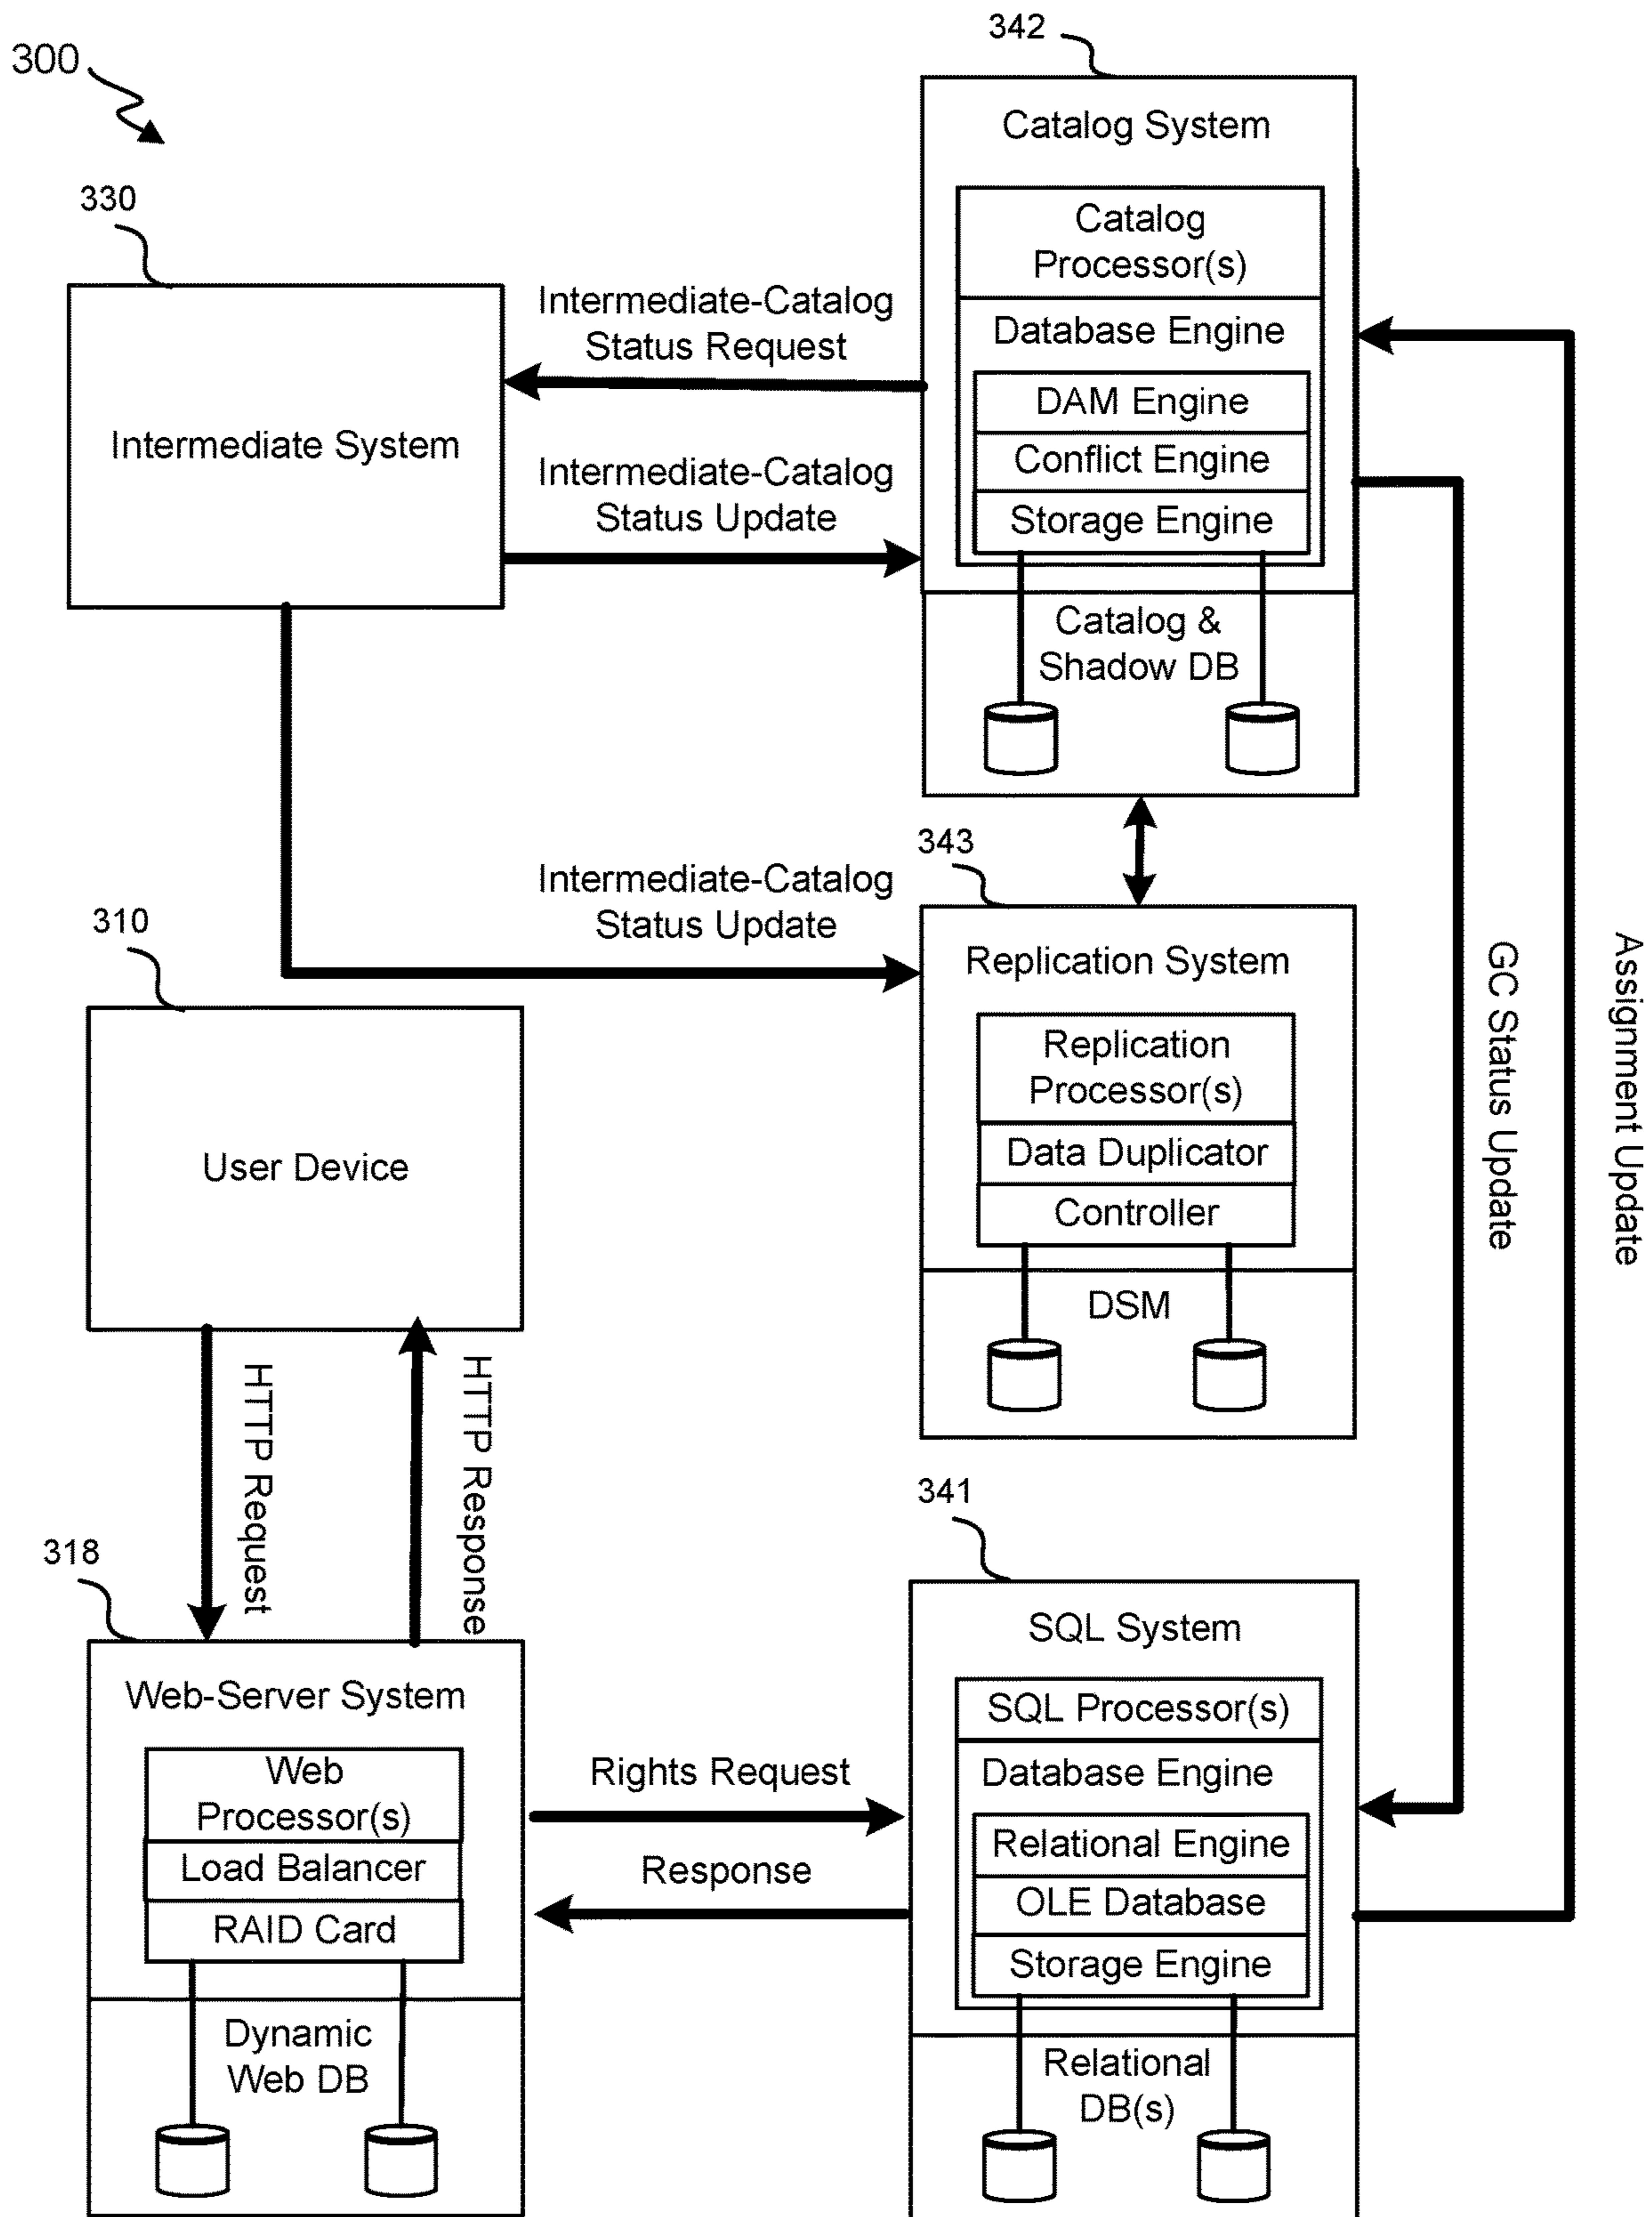 300
342
Catalog System
Catalog
Processor(s)
Database Engine
DAM Engine
Conflict Engine
Storage Engine
Catalog &
Shadow DB
330
Intermediate System
Intermediate-Catalog
Status Request
Intermediate-Catalog
Status Update
Intermediate-Catalog
Status Update
343
Replication System
Replication
Processor(s)
Data Duplicator
Controller
DSM
GC Status Update
Assignment Update
310
User Device
HTTP Request
HTTP Response
318
Web-Server System
Web
Processor(s)
Load Balancer
RAID Card
Dynamic
Web DB
Rights Request
Response
341
SQL System
SQL Processor(s)
Database Engine
Relational Engine
OLE Database
Storage Engine
Relational
DB(s)